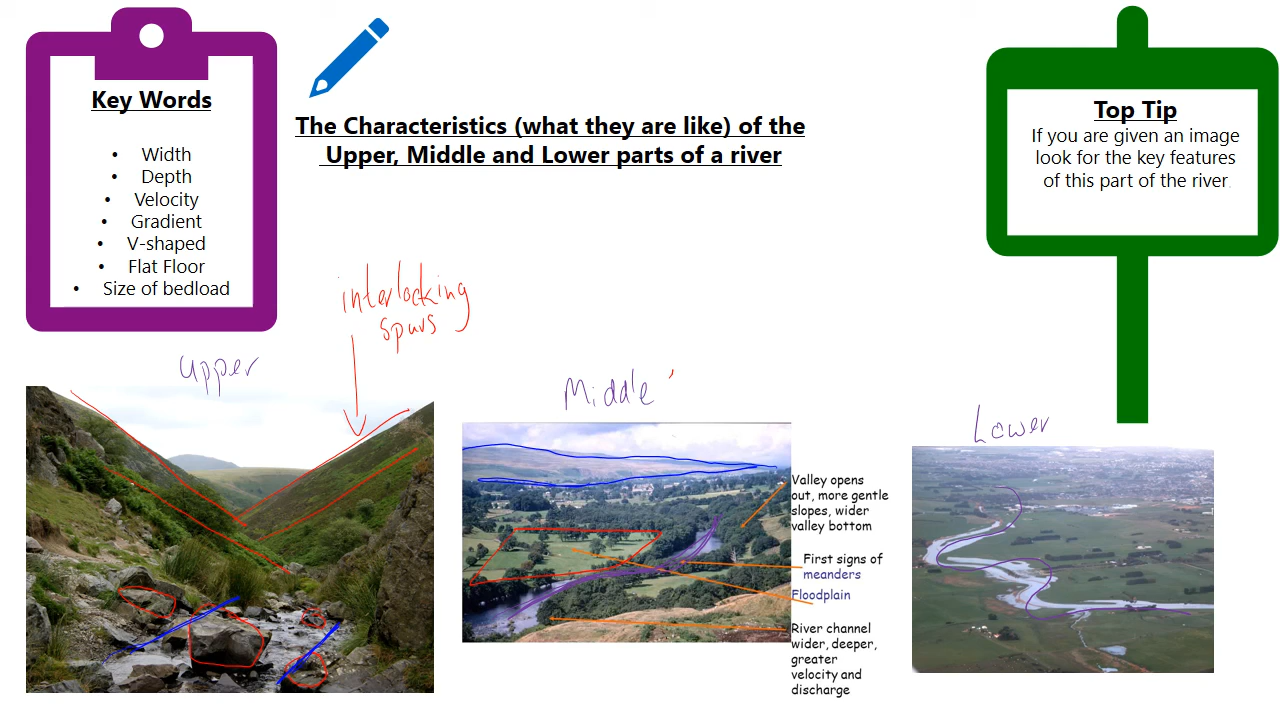 Key Words
• Width
• Depth
• Velocity
• Gradient
• V-shaped
• Flat Floor
• Size of bedload
The Characteristics (what they are like) of the
Upper, Middle and Lower parts of a river
Top Tip
If you are given an image
look for the key features
of this part of the river
interlocking
spurs
upper
Middle
Lower
Valley opens
out, more gentle
slopes, wider
valley bottom
First signs of
meanders
Floodplain
River channel
wider, deeper,
greater
velocity and
discharge